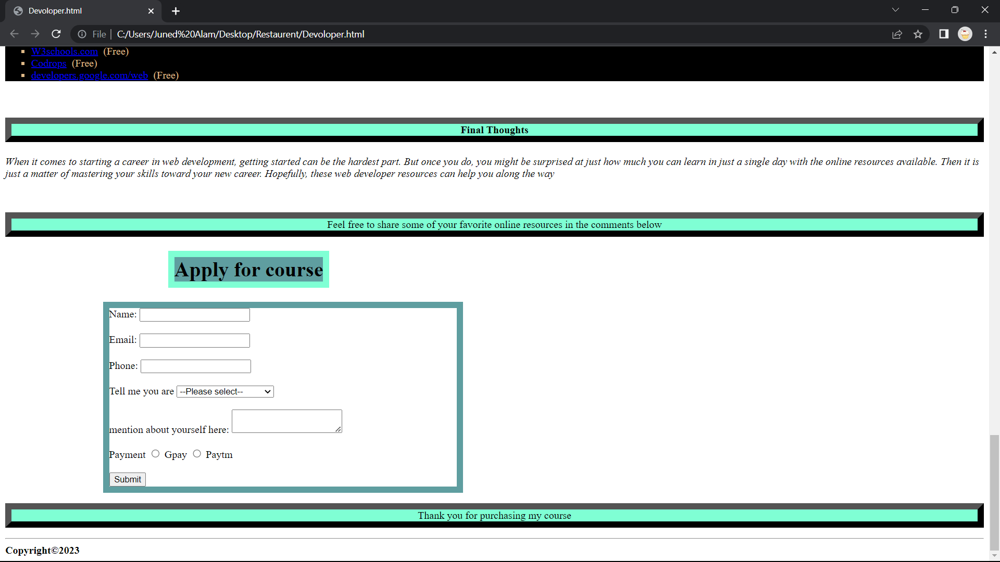 Devoloper.html
File | C:/Users/Juned%20Alam/Desktop/Restaurent/Devoloper.html
W3schools.com (Free)
Codrops (Free)
developers.google.com/web (Free)
Final Thoughts
When it comes to starting a career in web development, getting started can be the hardest part. But once you do, you might be surprised at just how much you can learn in just a single day with the online resources available. Then it is
just a matter of mastering your skills toward your new career. Hopefully, these web developer resources can help you along the way
Feel free to share some of your favorite online resources in the comments below
Apply for course
Name:
Email:
Phone:
Tell me you are --Please select--
mention about yourself here:
Payment Gpay Paytm
Submit
Thank you for purchasing my course
Copyright©2023